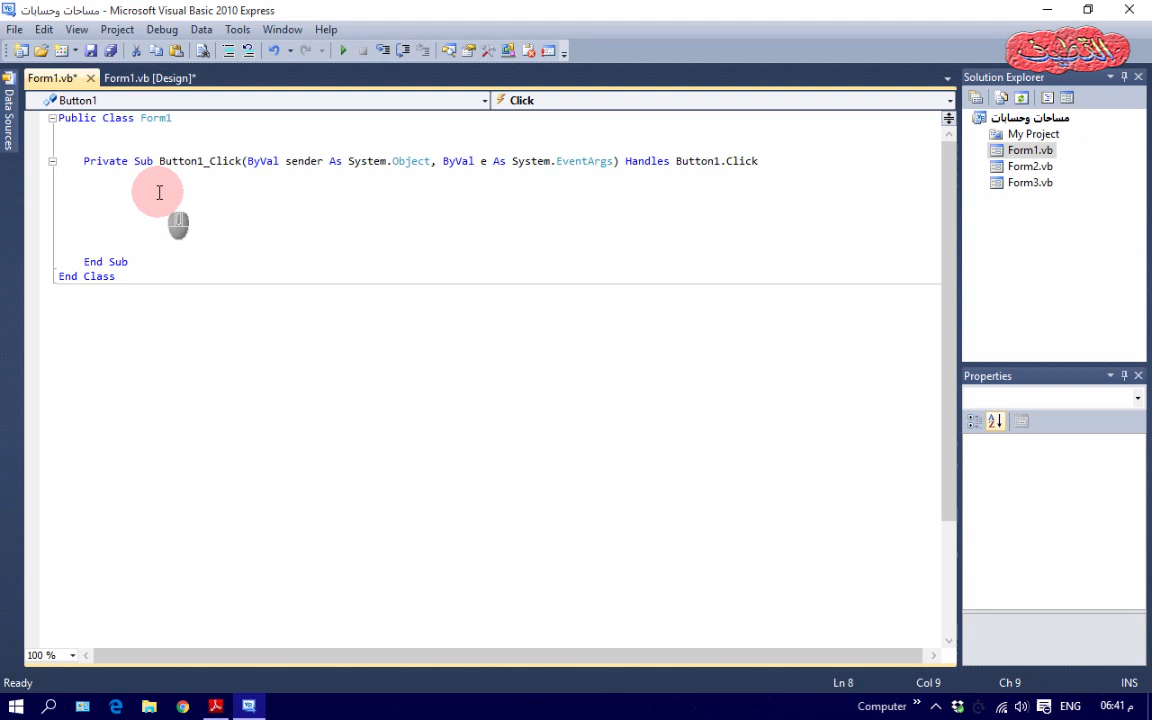 مساحات وحسابات - Microsoft Visual Basic 2010 Express
File Edit View Project Debug Data Tools Window Help
Form1.vb* Form1.vb [Design]*
Solution Explorer
Data Sources
Button1 Click
Public Class Form1
مساحات وحسابات
My Project
Form1.vb
Private Sub Button1_Click(ByVal sender As System.Object, ByVal e As System.EventArgs) Handles Button1.Click
Form2.vb
Form3.vb
End Sub
End Class
Properties
100 %
Ready Ln 8 Col 9 Ch 9 INS
Computer » ENG 06:41 م